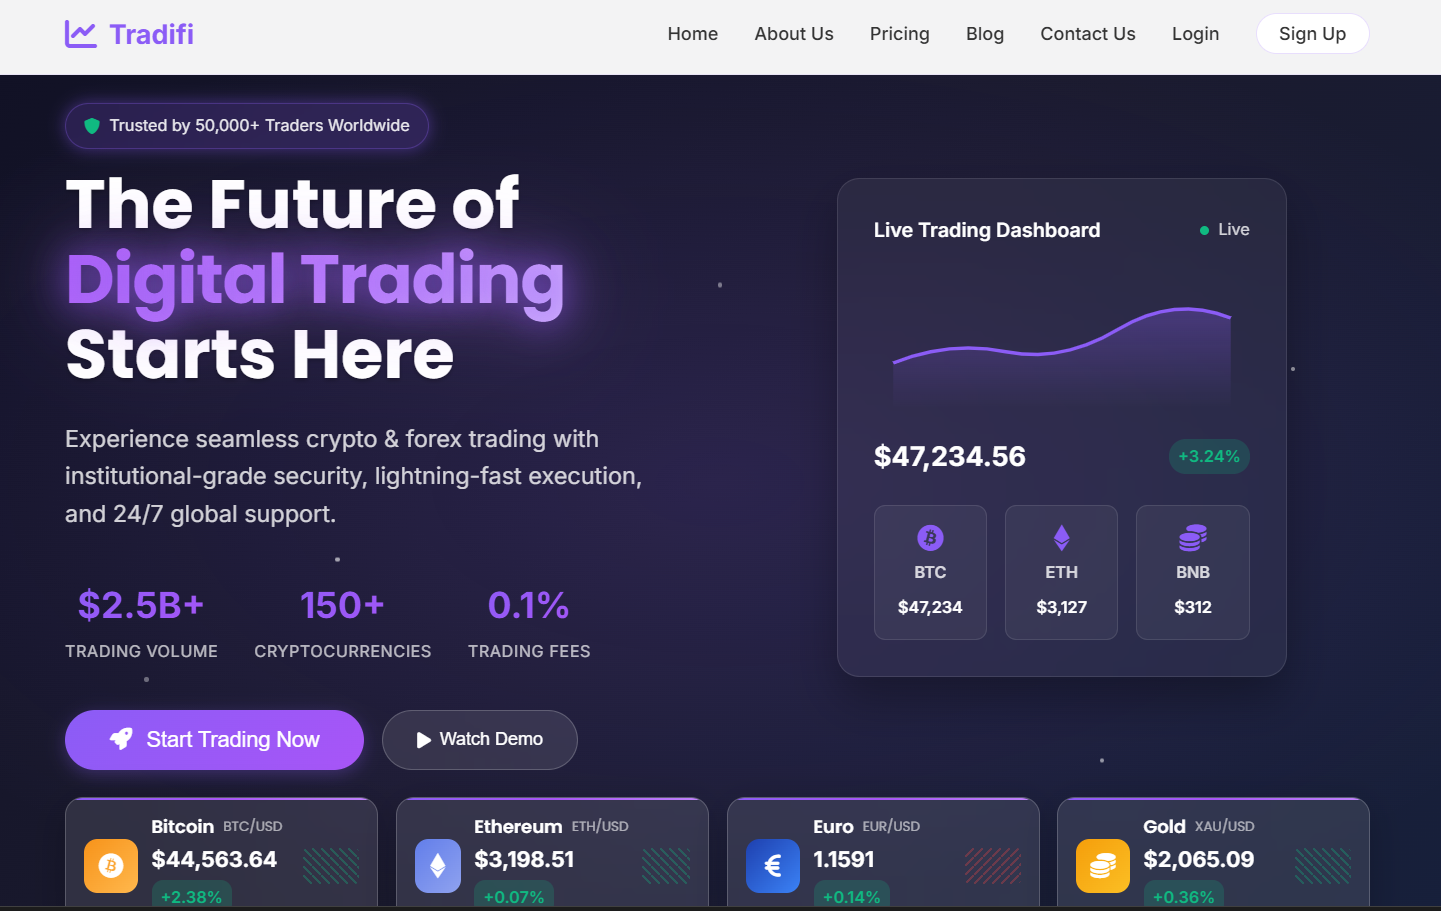 Tradifi
Home
About Us
Pricing
Blog
Contact Us
Login
Sign Up
Trusted by 50,000+ Traders Worldwide
The Future of
Digital Trading
Starts Here
Experience seamless crypto & forex trading with
institutional-grade security, lightning-fast execution,
and 24/7 global support.
$2.5B+
TRADING VOLUME
150+
CRYPTOCURRENCIES
0.1%
TRADING FEES
Start Trading Now
Watch Demo
Live Trading Dashboard
Live
$47,234.56
+3.24%
BTC
$47,234
ETH
$3,127
BNB
$312
Bitcoin BTC/USD
$44,563.64
+2.38%
Ethereum ETH/USD
$3,198.51
+0.07%
Euro EUR/USD
1.1591
+0.14%
Gold XAU/USD
$2,065.09
+0.36%